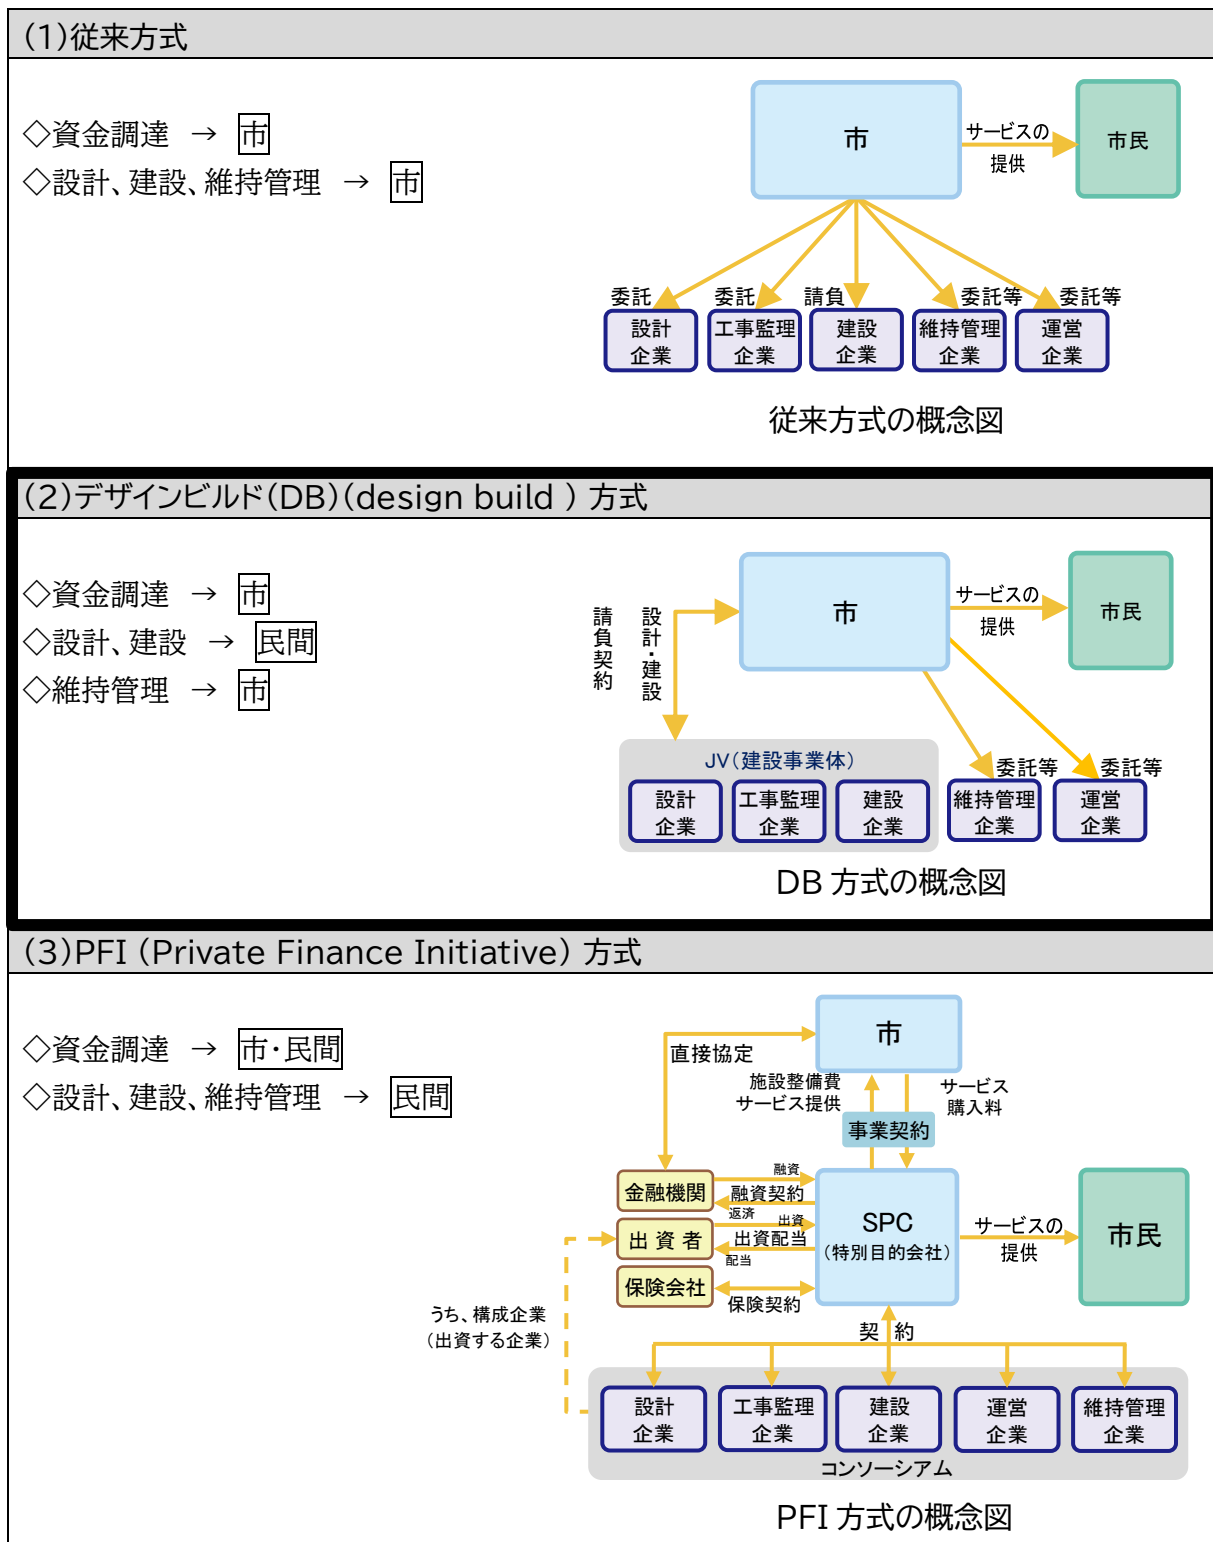 (1)従来方式
◇資金調達 → 市
◇設計、建設、維持管理 → 市
市
サービスの
提供
市民
委託
委託
請負
委託等
委託等
設計
企業
工事監理
企業
建設
企業
維持管理
企業
運営
企業
従来方式の概念図
(2)デザインビルド(DB)(design build ) 方式
◇資金調達 → 市
◇設計、建設 → 民間
◇維持管理 → 市
市
サービスの
提供
市民
設計・建設
請負契約
JV(建設事業体)
設計
企業
工事監理
企業
建設
企業
委託等
委託等
維持管理
企業
運営
企業
DB 方式の概念図
(3)PFI (Private Finance Initiative) 方式
◇資金調達 → 市・民間
◇設計、建設、維持管理 → 民間
市
直接協定
施設整備費
サービス提供
サービス
購入料
事業契約
金融機関
融資
融資契約
返済
出資者
出資
出資配当
配当
保険会社
保険契約
SPC
(特別目的会社)
サービスの
提供
市民
うち、構成企業
(出資する企業)
契約
設計
企業
工事監理
企業
建設
企業
運営
企業
維持管理
企業
コンソーシアム
PFI 方式の概念図